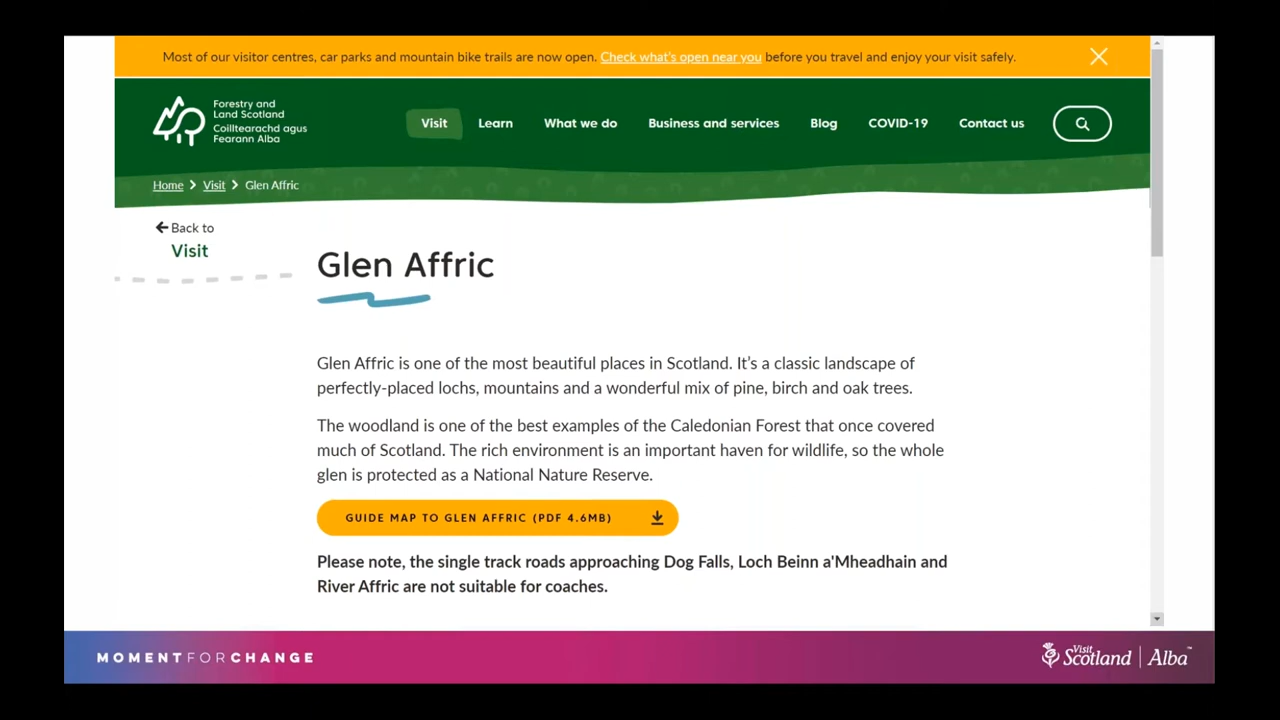 Most of our visitor centres, car parks and mountain bike trails are now open. Check what's open near you before you travel and enjoy your visit safely.
Forestry and
Land Scotland
Coilltearachd agus
Fearann Alba
Visit
Learn
What we do
Business and services
Blog
COVID-19
Contact us
Home > Visit > Glen Affric
Back to
Visit
Glen Affric
Glen Affric is one of the most beautiful places in Scotland. It's a classic landscape of
perfectly-placed lochs, mountains and a wonderful mix of pine, birch and oak trees.
The woodland is one of the best examples of the Caledonian Forest that once covered
much of Scotland. The rich environment is an important haven for wildlife, so the whole
glen is protected as a National Nature Reserve.
GUIDE MAP TO GLEN AFFRIC (PDF 4.6MB)
Please note, the single track roads approaching Dog Falls, Loch Beinn a'Mheadhain and
River Affric are not suitable for coaches.
MOMENTFORCHANGE
Visit
Scotland | Alba™